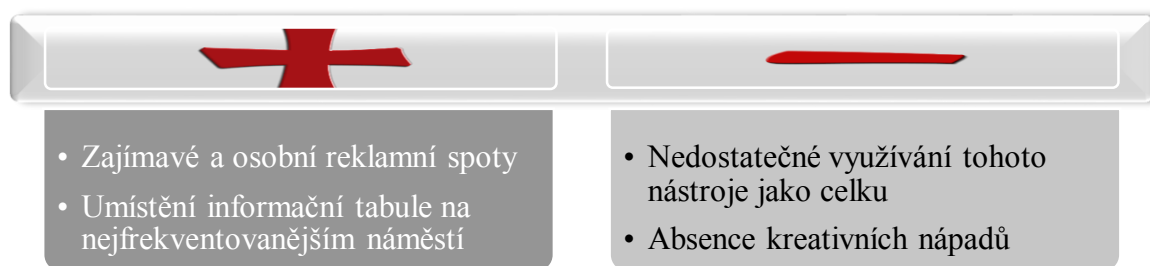 • Zajímavé a osobní reklamní spoty
• Umístění informační tabule na
nejfrekventovanějším náměstí
• Nedostatečné využívání tohoto
nástroje jako celku
• Absence kreativních nápadů